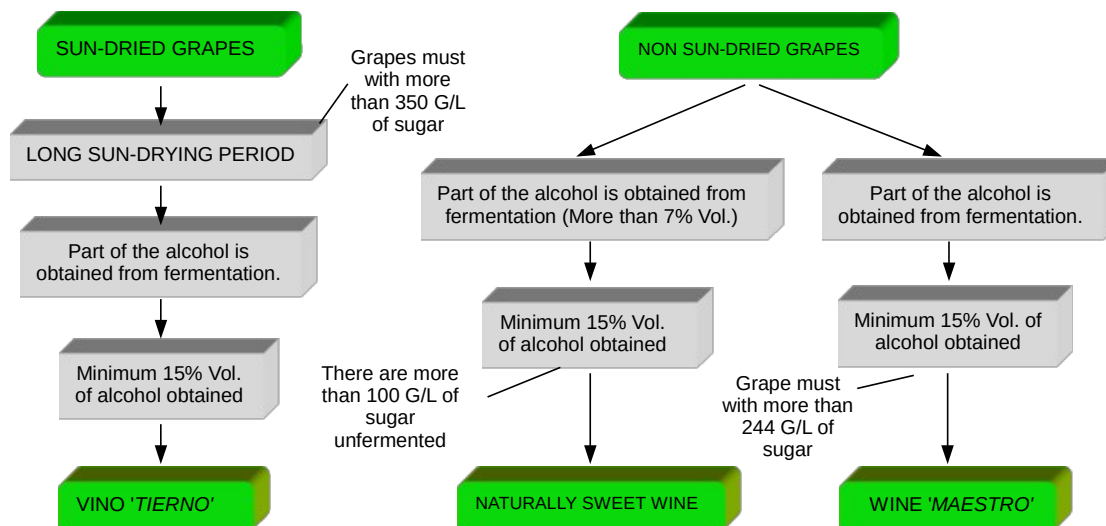 SUN-DRIED GRAPES
Grapes must
with more
than 350 G/L
of sugar
LONG SUN-DRYING PERIOD
Part of the alcohol is
obtained from fermentation.
Minimum 15% Vol.
of alcohol obtained
VINO 'TIERNO'
NON SUN-DRIED GRAPES
Part of the alcohol is obtained from
fermentation (More than 7% Vol.)
Minimum 15% Vol.
of alcohol obtained
There are more
than 100 G/L of
sugar
unfermented
NATURALLY SWEET WINE
Part of the alcohol is
obtained from fermentation.
Minimum 15% Vol. of
alcohol obtained
Grape must
with more than
244 G/L of
sugar
WINE 'MAESTRO'